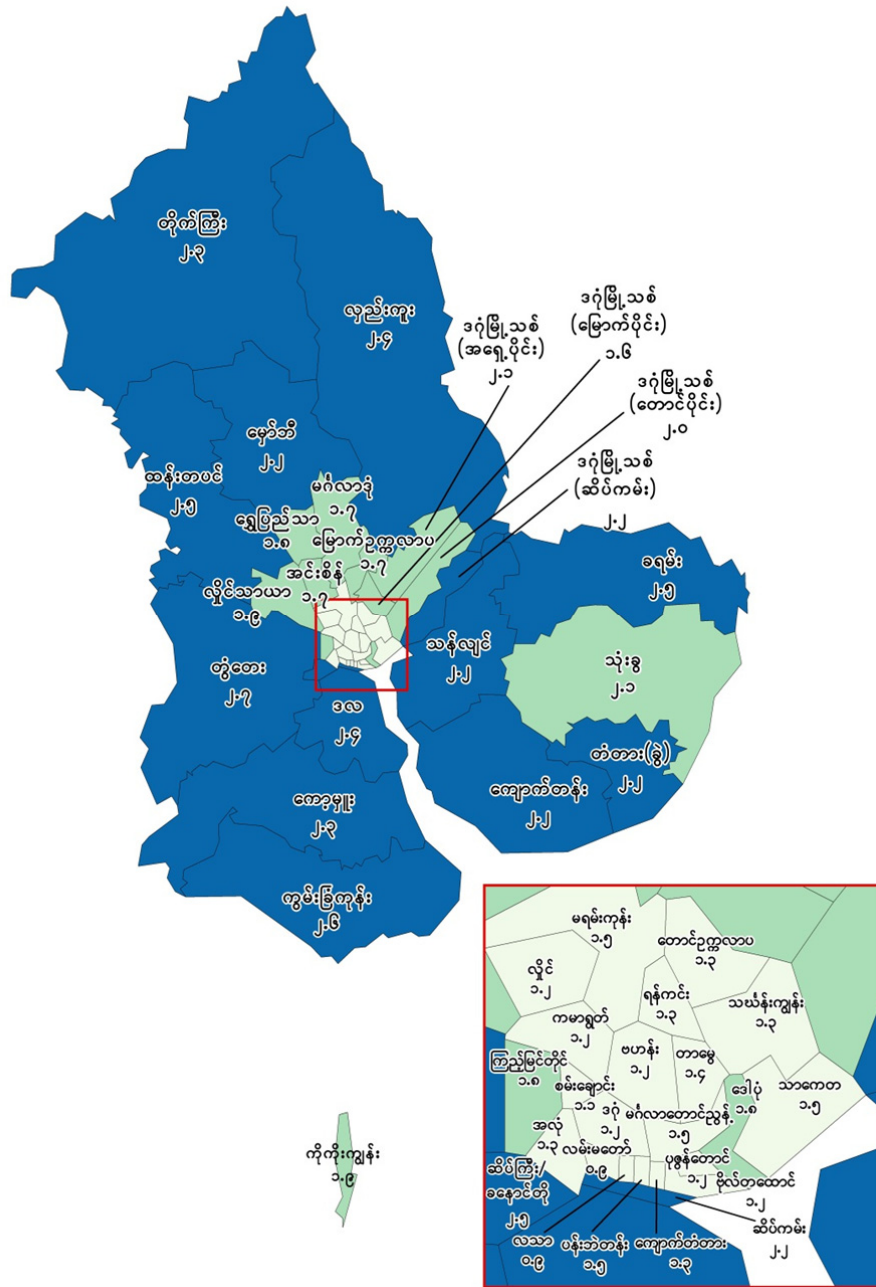 တိုက်ကြီး
၂.၃
လှည်းကူး
၂.၄
ဒဂုံမြို့သစ်
(အရှေ့ပိုင်း)
၂.၁
ဒဂုံမြို့သစ်
(မြောက်ပိုင်း)
၁.၆
ဒဂုံမြို့သစ်
(တောင်ပိုင်း)
၂.၀
ဒဂုံမြို့သစ်
(ဆိပ်ကမ်း)
၂.၂
မှော်ဘီ
၂.၂
ထန်းတပင်
၂.၅
မင်္ဂလာဒုံ
၁.၇
ရွှေပြည်သာ
၁.၈
မြောက်ဥက္ကလာပ
၁.၇
အင်းစိန်
၁.၇
လှိုင်သာယာ
၁.၉
ခရမ်း
၂.၅
သုံးခွ
၂.၁
သန်လျင်
၂.၂
တွံတေး
၂.၇
ဒလ
၂.၄
တံတား(ခွဲ)
၂.၂
ကျောက်တန်း
၂.၂
ကော့မှူး
၂.၃
ကွမ်းခြံကုန်း
၂.၆
ကိုကိုးကျွန်း
၁.၉
မရမ်းကုန်း
၁.၅
တောင်ဥက္ကလာပ
၁.၃
လှိုင်
၁.၂
ရန်ကင်း
၁.၃
သင်္ဃန်းကျွန်း
၁.၃
ကမာရွတ်
၁.၂
ဗဟန်း
၁.၂
တာမွေ
၁.၄
ကြည့်မြင်တိုင်
၁.၈
စမ်းချောင်း
၁.၁
ဒေါပုံ
၁.၈
သာကေတ
၁.၅
ဒဂုံ
၁.၂
မင်္ဂလာတောင်ညွန့်
၁.၅
အလုံ
၁.၃
လမ်းမတော်
၀.၉
ပုဇွန်တောင်
၁.၂
ဗိုလ်တထောင်
၁.၂
ဆိပ်ကြီး/
ခနောင်တို
၂.၅
လသာ
၀.၉
ပန်းဘဲတန်း
၁.၅
ကျောက်တံတား
၁.၃
ဆိပ်ကမ်း
၂.၂